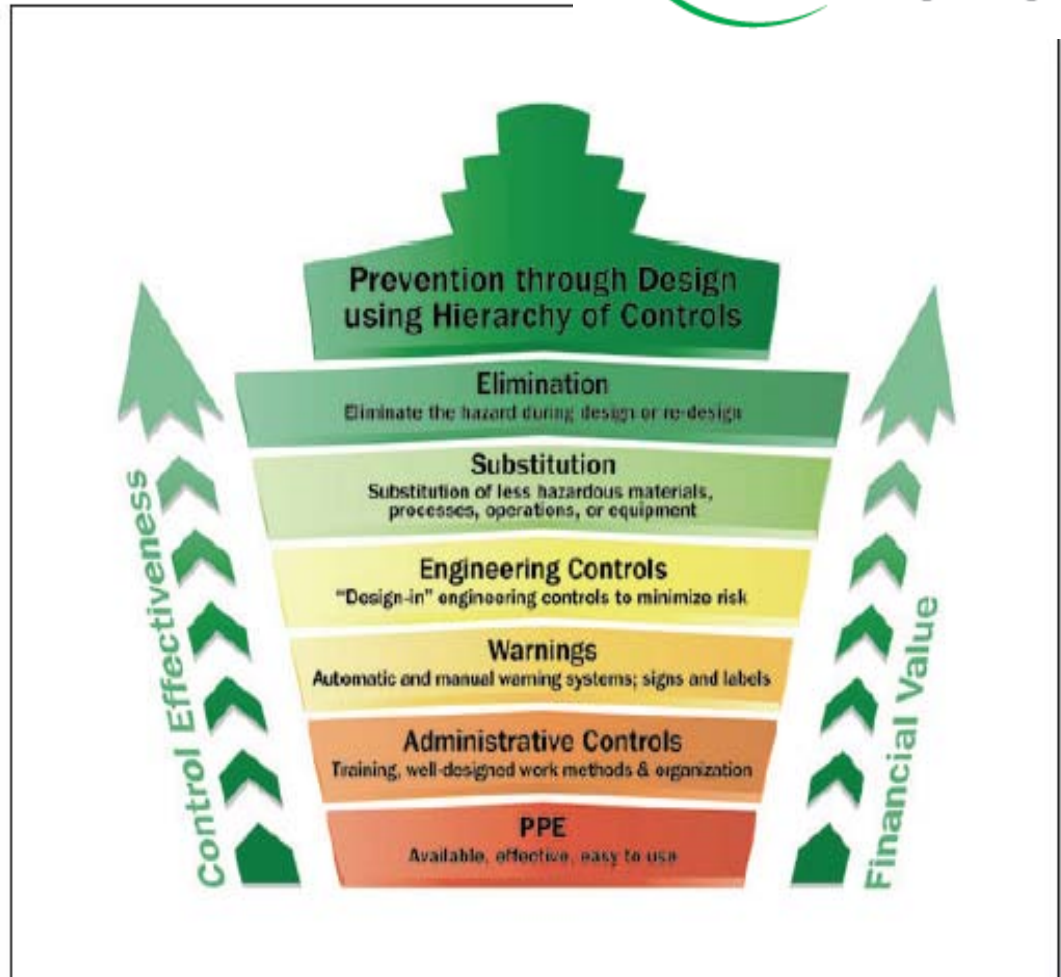 Prevention through Design
using Hierarchy of Controls
Elimination
Eliminate the hazard during design or re-design
Substitution
Substitution of less hazardous materials,
processes, operations, or equipment
Engineering Controls
"Design-in" engineering controls to minimize risk
Warnings
Automatic and manual warning systems; signs and labels
Administrative Controls
Training, well-designed work methods & organization
PPE
Available, effective, easy to use
Control Effectiveness
Financial Value